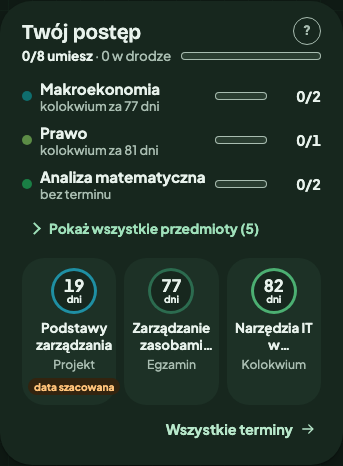 Twój postęp
?
0/8 umiesz · 0 w drodze
Makroekonomia
kolokwium za 77 dni
0/2
Prawo
kolokwium za 81 dni
0/1
Analiza matematyczna
bez terminu
0/2
Pokaż wszystkie przedmioty (5)
19
dni
Podstawy
zarządzania
Projekt
data szacowana
77
dni
Zarządzanie
zasobami...
Egzamin
82
dni
Narzędzia IT
w...
Kolokwium
Wszystkie terminy →